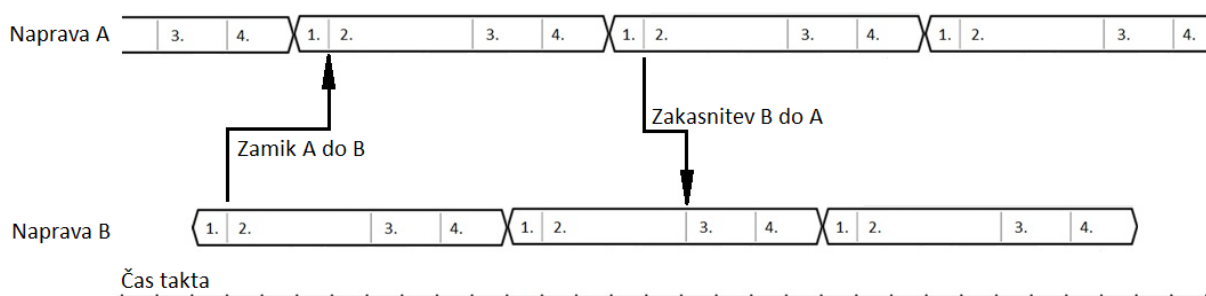 Naprava A 3. 4. 1. 2. 3. 4. 1. 2. 3. 4. 1. 2. 3. 4.
Zakasnitev B do A
Zamik A do B
Naprava B 1. 2. 3. 4. 1. 2. 3. 4. 1. 2. 3. 4.
Čas takta